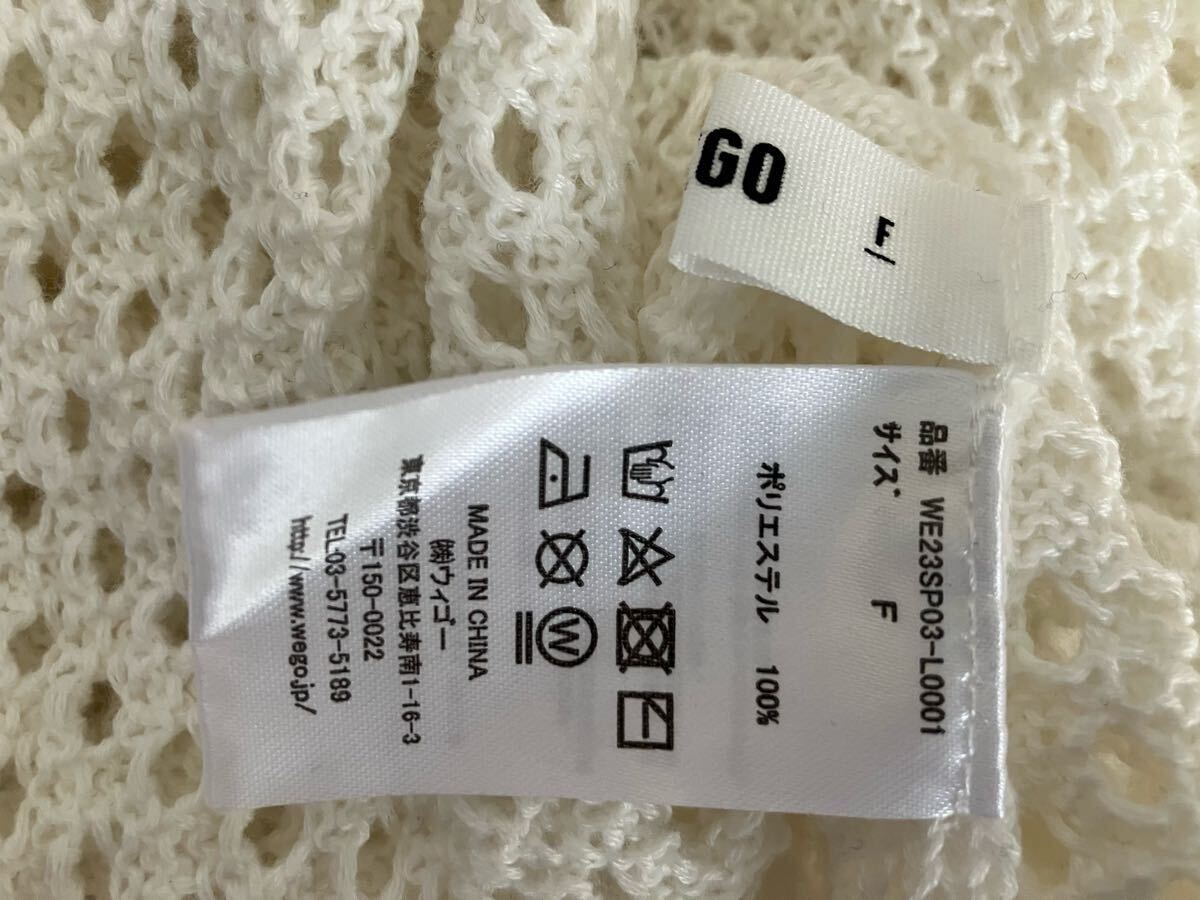 GO
F
品番 WE23SP03-L0001
サイズ F
ポリエステル 100%
W
MADE IN CHINA
㈱ウィゴー
〒150-0022
東京都渋谷区恵比寿南1-16-3
TEL03-5773-5189
http://www.wego.jp/